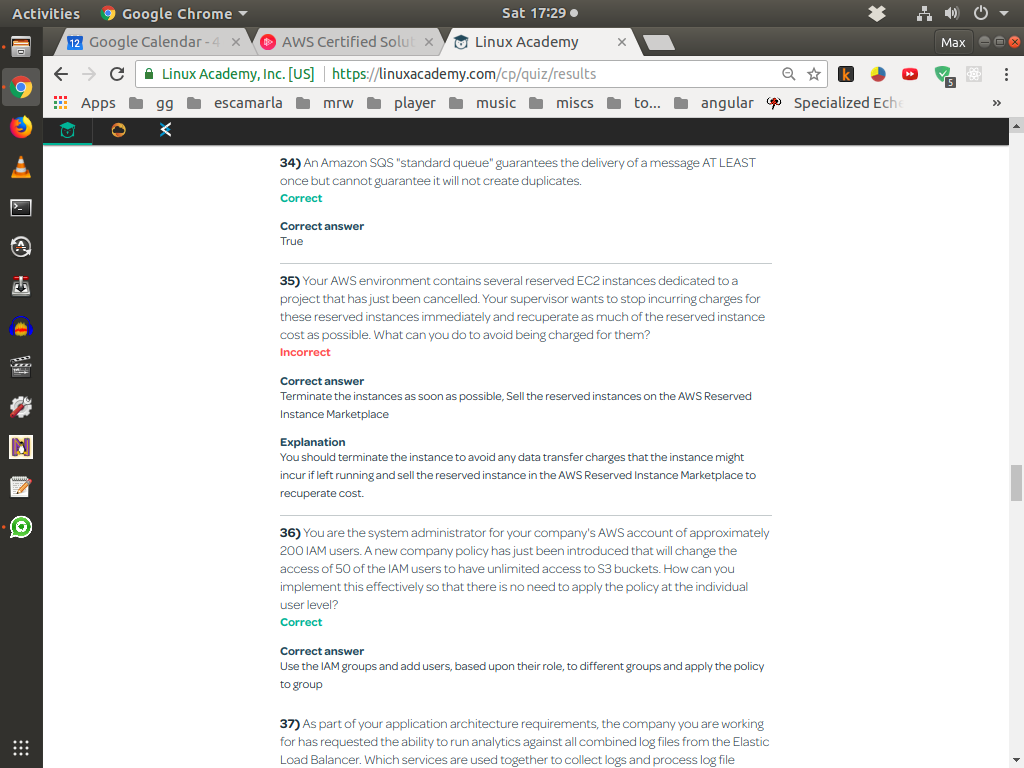 Activities Google Chrome Sat 17:29
Google Calendar - 4 AWS Certified Solut Linux Academy Max
Linux Academy, Inc. [US] https://linuxacademy.com/cp/quiz/results
Apps gg escamarla mrw player music miscs to... angular Specialized Eche »
34) An Amazon SQS "standard queue" guarantees the delivery of a message AT LEAST
once but cannot guarantee it will not create duplicates.
Correct
Correct answer
True
35) Your AWS environment contains several reserved EC2 instances dedicated to a
project that has just been cancelled. Your supervisor wants to stop incurring charges for
these reserved instances immediately and recuperate as much of the reserved instance
cost as possible. What can you do to avoid being charged for them?
Incorrect
Correct answer
Terminate the instances as soon as possible, Sell the reserved instances on the AWS Reserved
Instance Marketplace
Explanation
You should terminate the instance to avoid any data transfer charges that the instance might
incur if left running and sell the reserved instance in the AWS Reserved Instance Marketplace to
recuperate cost.
36) You are the system administrator for your company's AWS account of approximately
200 IAM users. A new company policy has just been introduced that will change the
access of 50 of the IAM users to have unlimited access to S3 buckets. How can you
implement this effectively so that there is no need to apply the policy at the individual
user level?
Correct
Correct answer
Use the IAM groups and add users, based upon their role, to different groups and apply the policy
to group
37) As part of your application architecture requirements, the company you are working
for has requested the ability to run analytics against all combined log files from the Elastic
Load Balancer. Which services are used together to collect logs and process log file